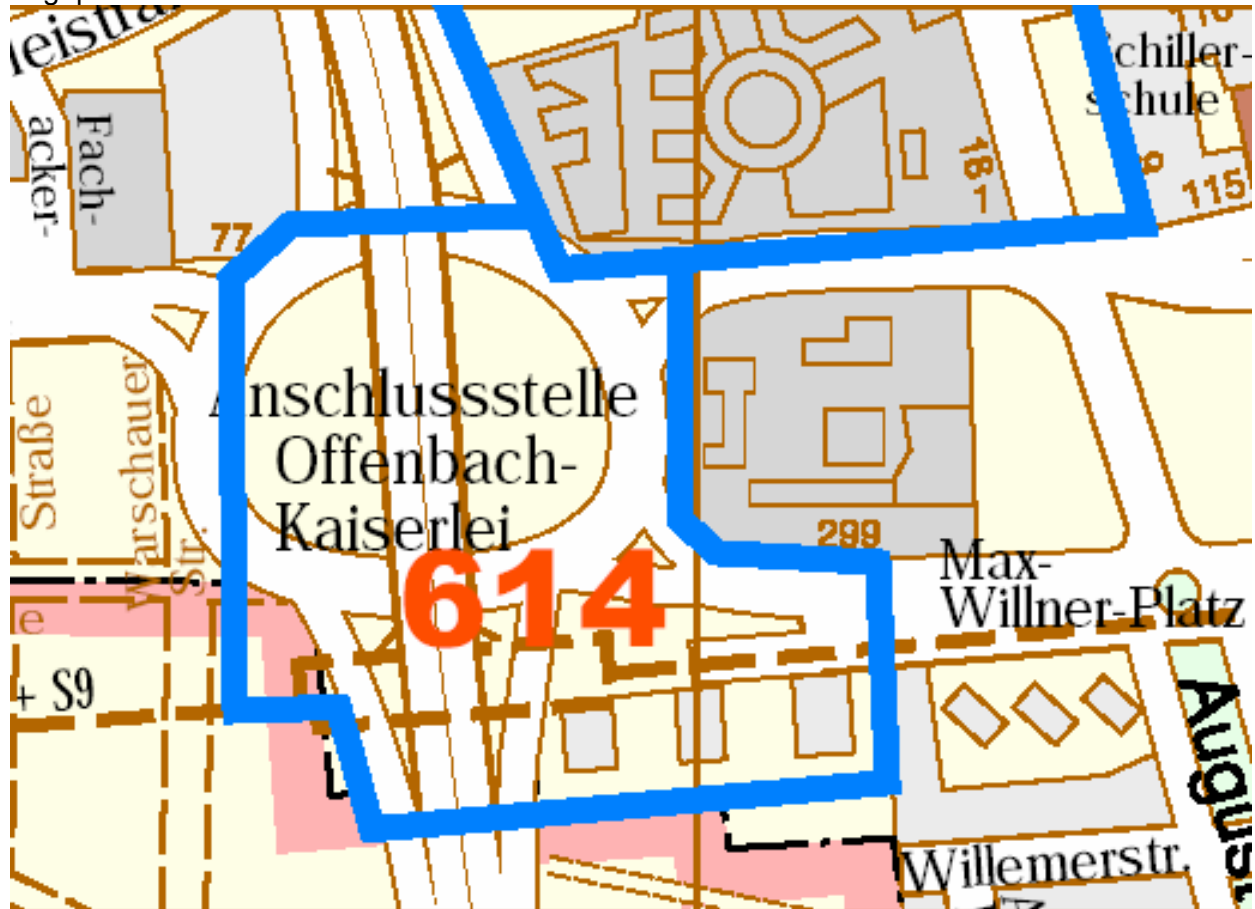 Fach-
acker-
chiller-
schule
77
18
1
115
Straße
Warschauer
Str.
Anschlussstelle
Offenbach-
Kaiserlei
299
614
Max-
Willner-Platz
e
+ S9
August
Willemerstr.